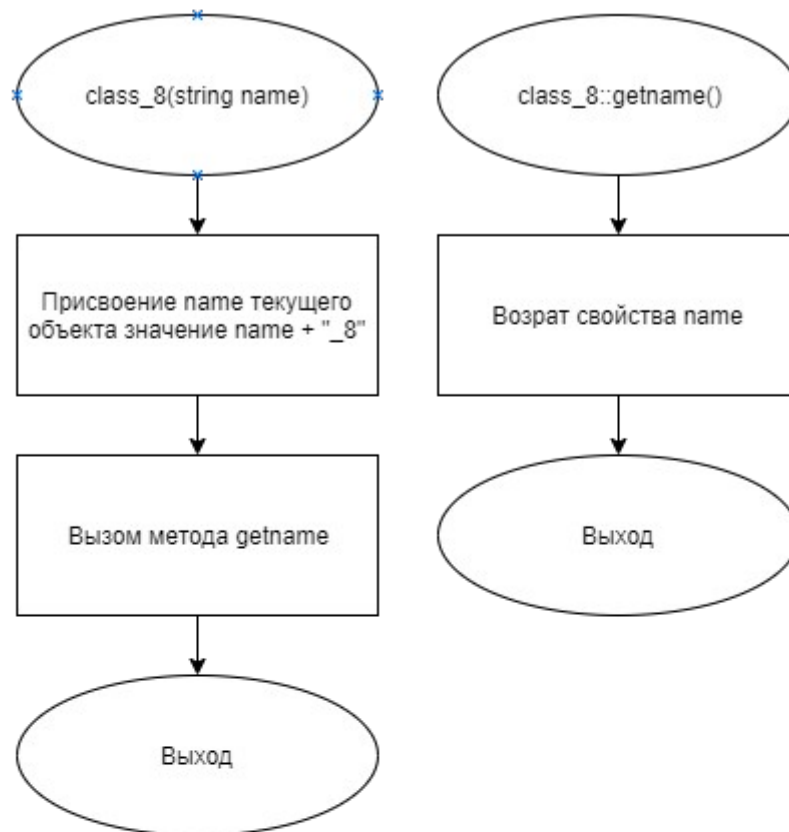 class_8(string name)
Присвоение name текущего
объекта значение name + "_8"
Вызом метода getname
Выход
class_8::getname()
Возрат свойства name
Выход